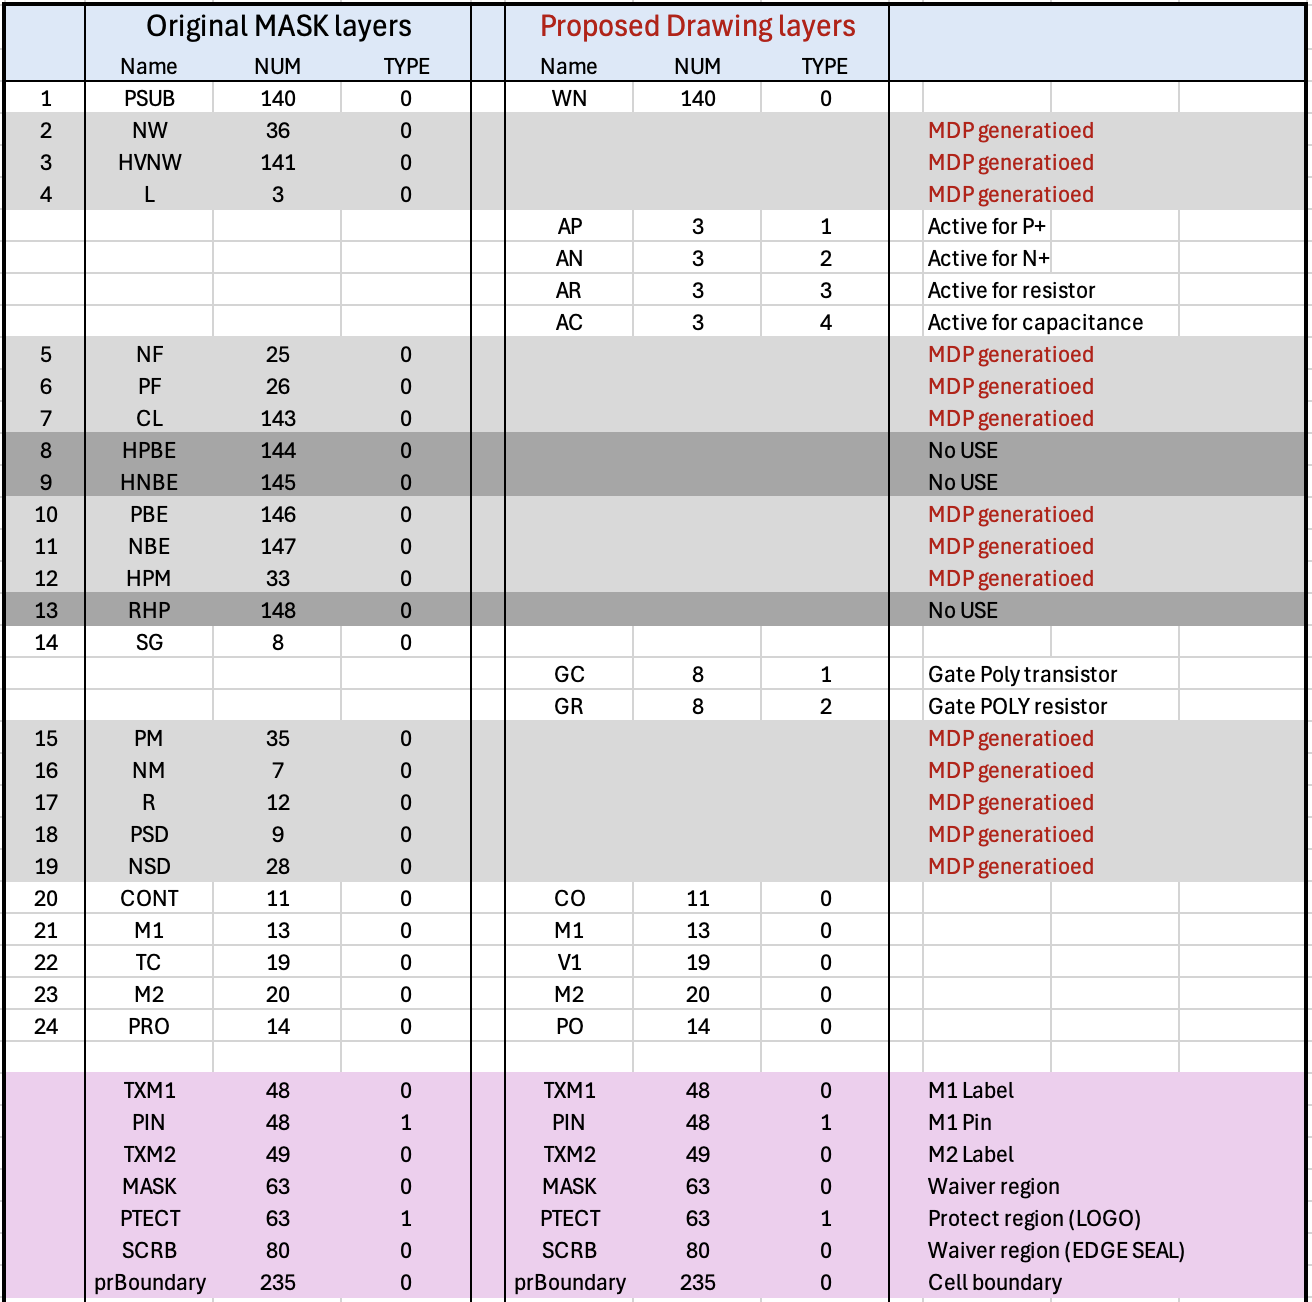 Original MASK layers Proposed Drawing layers
Name NUM TYPE Name NUM TYPE
1 PSUB 140 0 WN 140 0
2 NW 36 0 MDP generatioed
3 HVNW 141 0 MDP generatioed
4 L 3 0 MDP generatioed
AP 3 1 Active for P+
AN 3 2 Active for N+
AR 3 3 Active for resistor
AC 3 4 Active for capacitance
5 NF 25 0 MDP generatioed
6 PF 26 0 MDP generatioed
7 CL 143 0 MDP generatioed
8 HPBE 144 0 No USE
9 HNBE 145 0 No USE
10 PBE 146 0 MDP generatioed
11 NBE 147 0 MDP generatioed
12 HPM 33 0 MDP generatioed
13 RHP 148 0 No USE
14 SG 8 0
GC 8 1 Gate Poly transistor
GR 8 2 Gate POLY resistor
15 PM 35 0 MDP generatioed
16 NM 7 0 MDP generatioed
17 R 12 0 MDP generatioed
18 PSD 9 0 MDP generatioed
19 NSD 28 0 MDP generatioed
20 CONT 11 0 CO 11 0
21 M1 13 0 M1 13 0
22 TC 19 0 V1 19 0
23 M2 20 0 M2 20 0
24 PRO 14 0 PO 14 0
TXM1 48 0 TXM1 48 0 M1 Label
PIN 48 1 PIN 48 1 M1 Pin
TXM2 49 0 TXM2 49 0 M2 Label
MASK 63 0 MASK 63 0 Waiver region
PTECT 63 1 PTECT 63 1 Protect region (LOGO)
SCRB 80 0 SCRB 80 0 Waiver region (EDGE SEAL)
prBoundary 235 0 prBoundary 235 0 Cell boundary